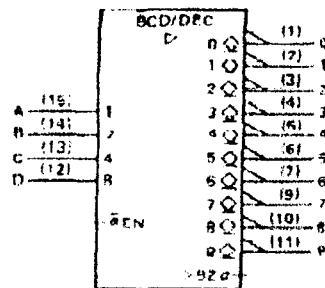 BCD/DEC
0 (1) 0
1 (2) 1
2 (3) 2
3 (4) 3
A (15) 1 4 (5) 4
B (14) 2 5 (6) 5
C (13) 4 6 (7) 6
D (12) 8 7 (9) 7
8 (10) 8
EN 9 (11)